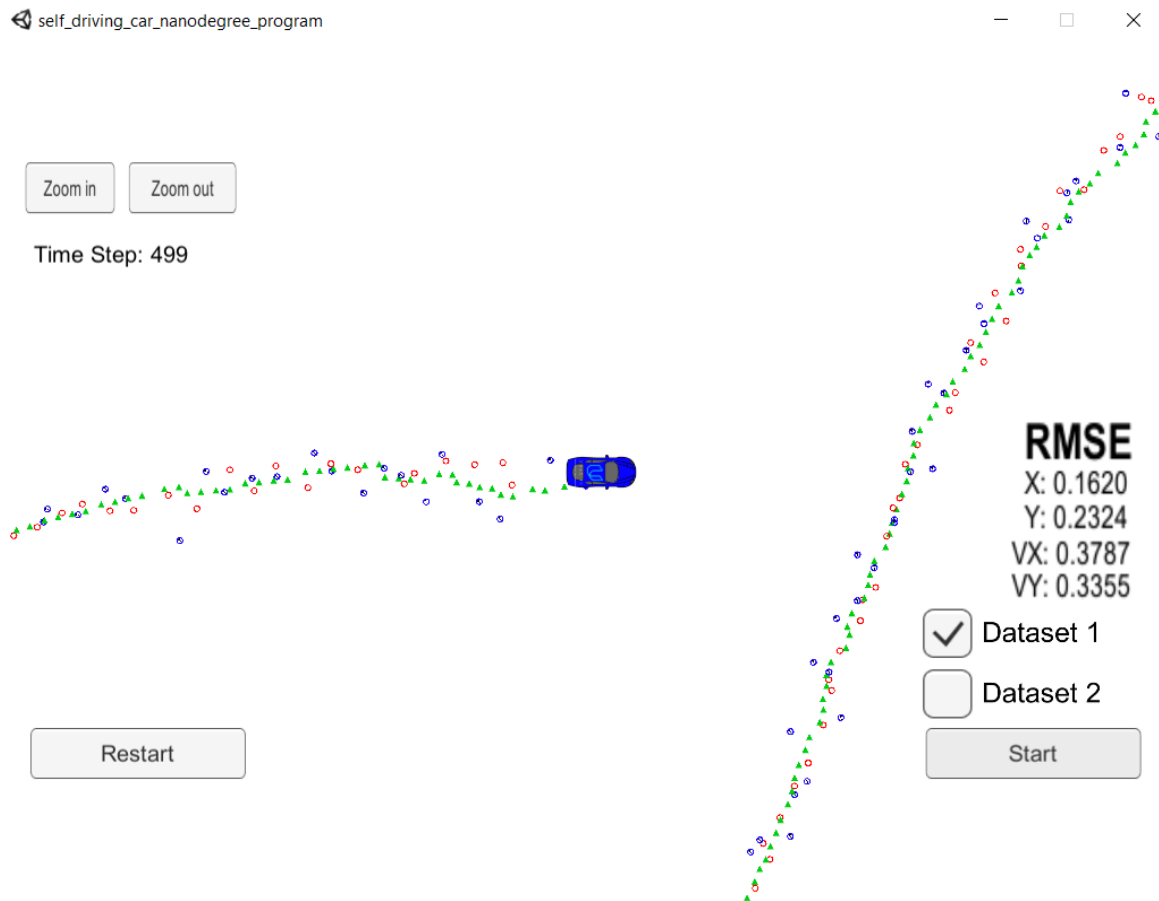 self_driving_car_nanodegree_program
Zoom in
Zoom out
Time Step: 499
RMSE
X: 0.1620
Y: 0.2324
VX: 0.3787
VY: 0.3355
Dataset 1
Dataset 2
Restart
Start